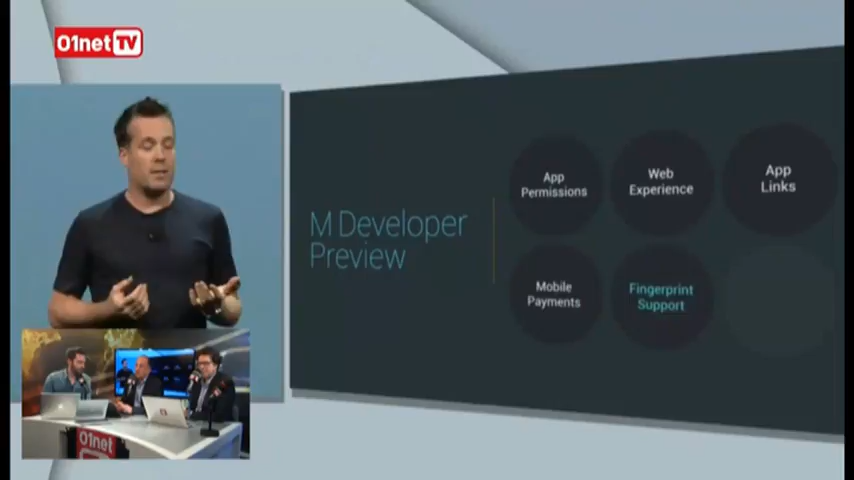 01net TV
M Developer
Preview
App
Permissions
Web
Experience
App
Links
Mobile
Payments
Fingerprint
Support
01net